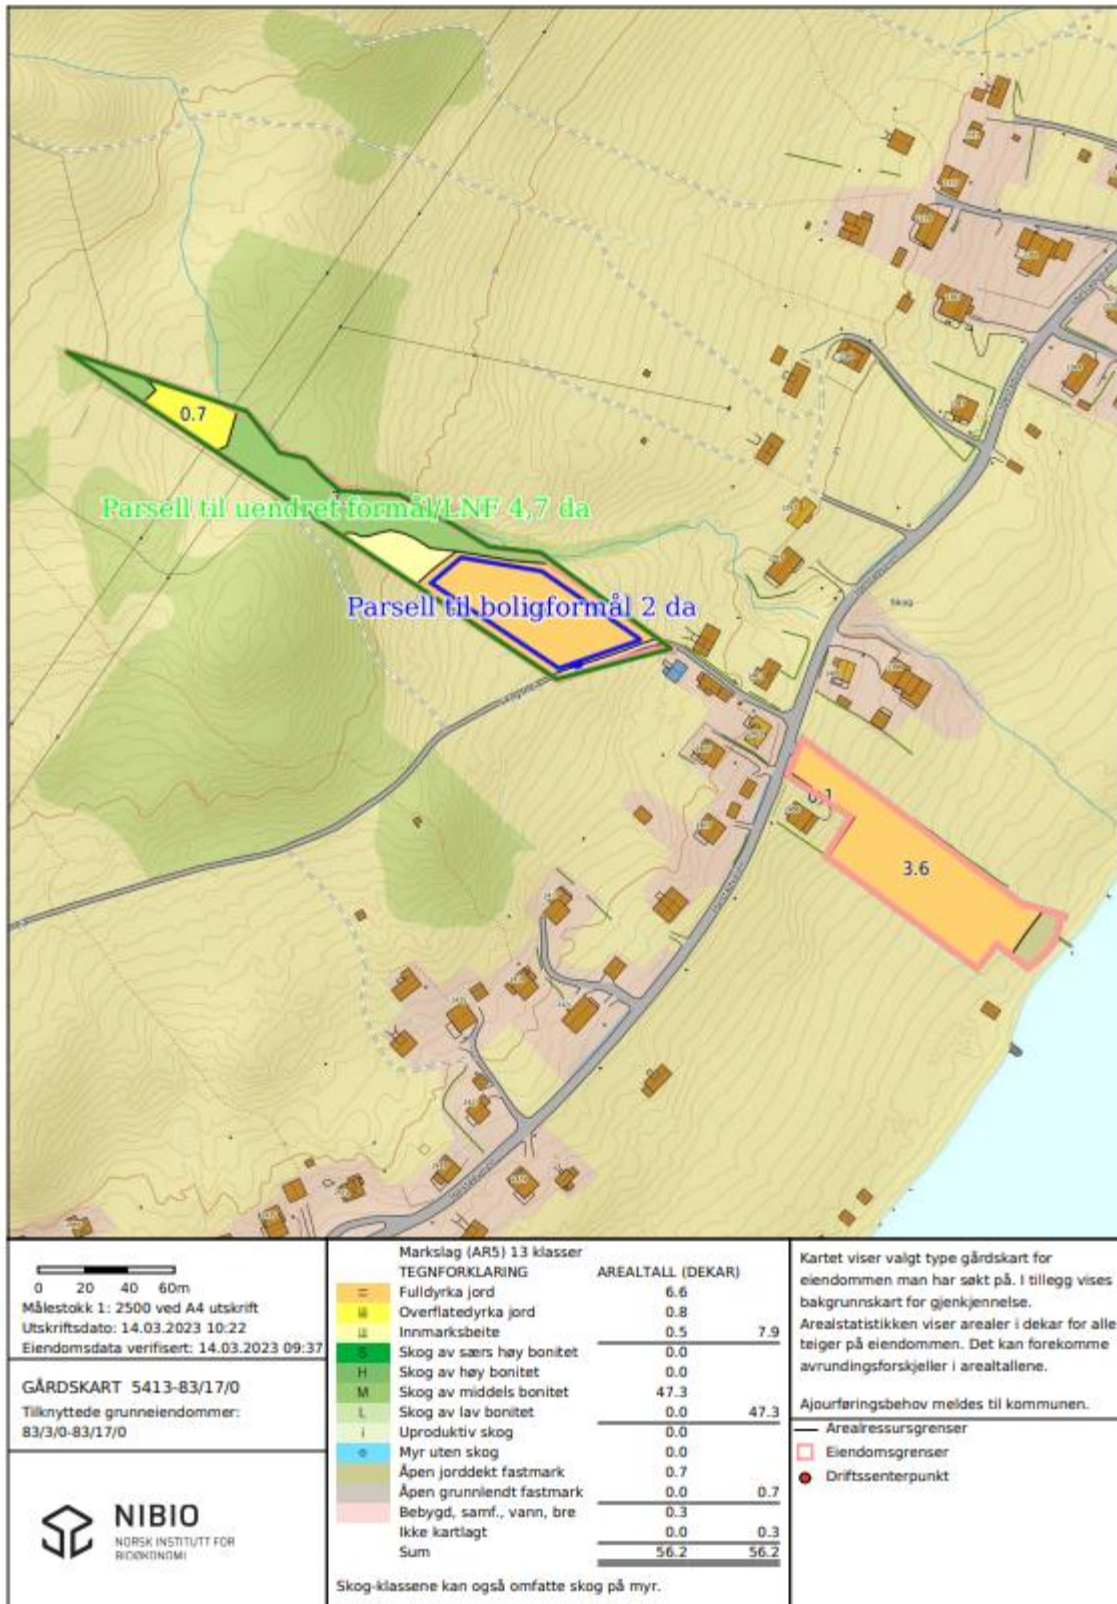 0.7
Parsell til uendret formål/LNF 4,7 da
Parsell til boligformål 2 da
Skog
0.1
3.6
0 20 40 60m
Målestokk 1: 2500 ved A4 utskrift
Utskriftsdato: 14.03.2023 10:22
Eiendomsdata verifisert: 14.03.2023 09:37
GÅRDSKART 5413-83/17/0
Tilknyttede grunneiendommer:
83/3/0-83/17/0
NIBIO
NORSK INSTITUTT FOR
BIOØKONOMI
Markslag (AR5) 13 klasser
TEGNFORKLARING AREALTALL (DEKAR)
Fulldyrka jord 6.6
Overflatedyrka jord 0.8
Innmarksbeite 0.5 7.9
S Skog av særs høy bonitet 0.0
H Skog av høy bonitet 0.0
M Skog av middels bonitet 47.3
L Skog av lav bonitet 0.0 47.3
i Uproduktiv skog 0.0
Myr uten skog 0.0
Åpen jorddekt fastmark 0.7
Åpen grunnlendt fastmark 0.0 0.7
Bebygd, samf., vann, bre 0.3
Ikke kartlagt 0.0 0.3
Sum 56.2 56.2
Skog-klassene kan også omfatte skog på myr.
Kartet viser valgt type gårdskart for
eiendommen man har søkt på. I tillegg vises
bakgrunnskart for gjenkjennelse.
Arealstatistikken viser arealer i dekar for alle
teiger på eiendommen. Det kan forekomme
avrundingsforskjeller i arealtallene.
Ajourføringsbehov meldes til kommunen.
Arealressursgrenser
Eiendomsgrenser
Driftssenterpunkt